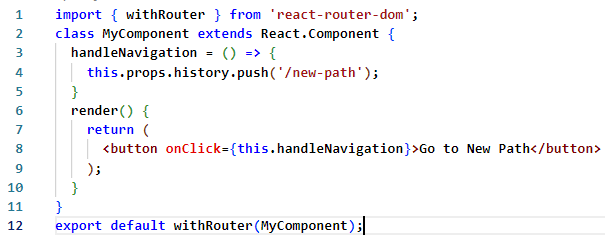 1 import { withRouter } from 'react-router-dom';
2 class MyComponent extends React.Component {
3 handleNavigation = () => {
4 this.props.history.push('/new-path');
5 }
6 render() {
7 return (
8 <button onClick={this.handleNavigation}>Go to New Path</button>
9 );
10 }
11 }
12 export default withRouter(MyComponent);